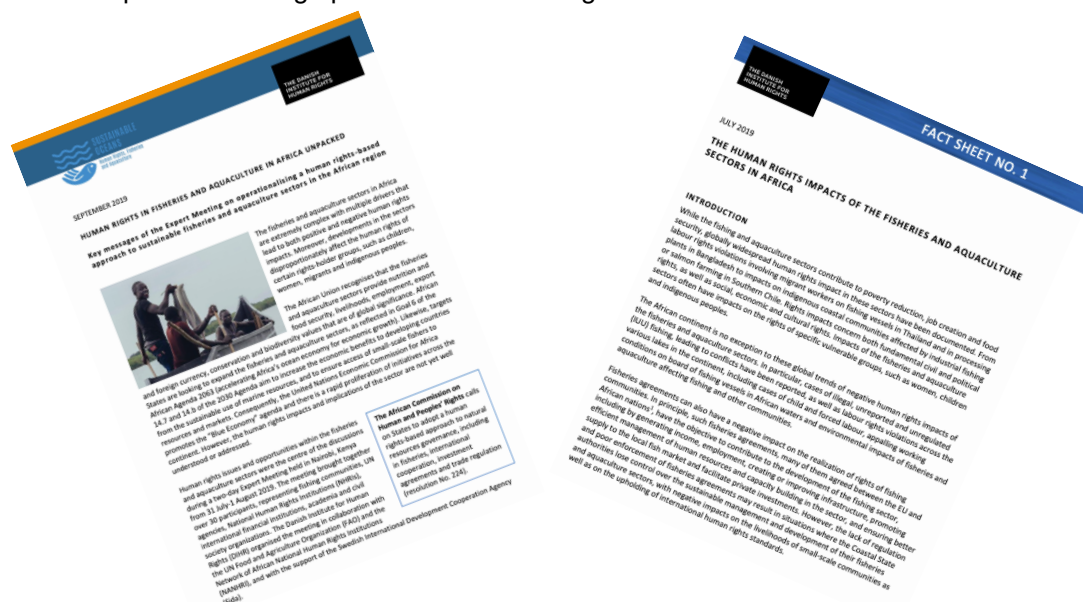 THE DANISH
INSTITUTE FOR
HUMAN RIGHTS
SUSTAINABLE
OCEANS
Human Rights, Fisheries
and Aquaculture
SEPTEMBER 2019
HUMAN RIGHTS IN FISHERIES AND AQUACULTURE IN AFRICA UNPACKED
Key messages of the Expert Meeting on operationalising a human rights-based
approach to sustainable fisheries and aquaculture sectors in the African region
The fisheries and aquaculture sectors in Africa
are extremely complex with multiple drivers that
lead to both positive and negative human rights
impacts. Moreover, developments in the sectors
disproportionately affect the human rights of
certain rights-holder groups, such as children,
women, migrants and indigenous peoples.
The African Union recognises that the fisheries
and aquaculture sectors provide nutrition and
food security, livelihoods, employment, export
and foreign currency, conservation and biodiversity values that are of global significance. African
States are looking to expand the fisheries and aquaculture sectors, as reflected in Goal 6 of the
African Agenda 2063 (accelerating Africa's ocean economy for economic growth). Likewise, targets
14.7 and 14.b of the 2030 Agenda aim to increase the economic benefits to developing countries
from the sustainable use of marine resources, and to ensure access of small-scale fishers to
resources and markets. Consequently, the United Nations Economic Commission for Africa
promotes the "Blue Economy" agenda and there is a rapid proliferation of initiatives across the
continent. However, the human rights impacts and implications of the sector are not yet well
understood or addressed.
Human rights issues and opportunities within the fisheries
and aquaculture sectors were the centre of the discussions
during a two-day Expert Meeting held in Nairobi, Kenya
from 31 July-1 August 2019. The meeting brought together
over 30 participants, representing fishing communities, UN
agencies, National Human Rights Institutions (NHRIs),
international financial institutions, academia and civil
society organizations. The Danish Institute for Human
Rights (DIHR) organised the meeting in collaboration with
the UN Food and Agriculture Organization (FAO) and the
Network of African National Human Rights Institutions
(NANHRI), and with the support of the Swedish International Development Cooperation Agency
(Sida).
The African Commission on
Human and Peoples' Rights calls
on States to adopt a human
rights-based approach to natural
resources governance, including
in fisheries, international
cooperation, investment
agreements and trade regulation
(resolution No. 224).
THE DANISH
INSTITUTE FOR
HUMAN RIGHTS
FACT SHEET NO. 1
JULY 2019
THE HUMAN RIGHTS IMPACTS OF THE FISHERIES AND AQUACULTURE
SECTORS IN AFRICA
INTRODUCTION
While the fishing and aquaculture sectors contribute to poverty reduction, job creation and food
security, globally widespread human rights impact in these sectors have been documented. From
labour rights violations involving migrant workers on fishing vessels in Thailand and in processing
plants in Bangladesh to impacts on indigenous coastal communities affected by industrial fishing
or salmon farming in Southern Chile. Rights impacts concern both fundamental civil and political
rights, as well as social, economic and cultural rights. Impacts of the fisheries and aquaculture
sectors often have impacts on the rights of specific vulnerable groups, such as women, children
and indigenous peoples.
The African continent is no exception to these global trends of negative human rights impacts of
the fisheries and aquaculture sectors. In particular, cases of illegal, unreported and unregulated
(IUU) fishing, leading to conflicts have been reported, as well as labour rights violations across the
various lakes in the continent, including cases of child and forced labour, appalling working
conditions on board of fishing vessels in African waters and environmental impacts of fisheries and
aquaculture affecting fishing and other communities.
Fisheries agreements can also have a negative impact on the realization of rights of fishing
communities. In principle, such fisheries agreements, many of them agreed between the EU and
African nations¹, have the objective to contribute to the development of the fishing sector,
including by generating income, employment, creating or improving infrastructure, promoting
efficient management of human resources and capacity building in the sector, and ensuring better
supply to the local fish market and facilitate private investments. However, the lack of regulation
and poor enforcement of fisheries agreements may result in situations where the Coastal State
authorities lose control over the sustainable management and development of their fisheries
and aquaculture sectors, with negative impacts on the livelihoods of small-scale communities as
well as on the upholding of international human rights standards.